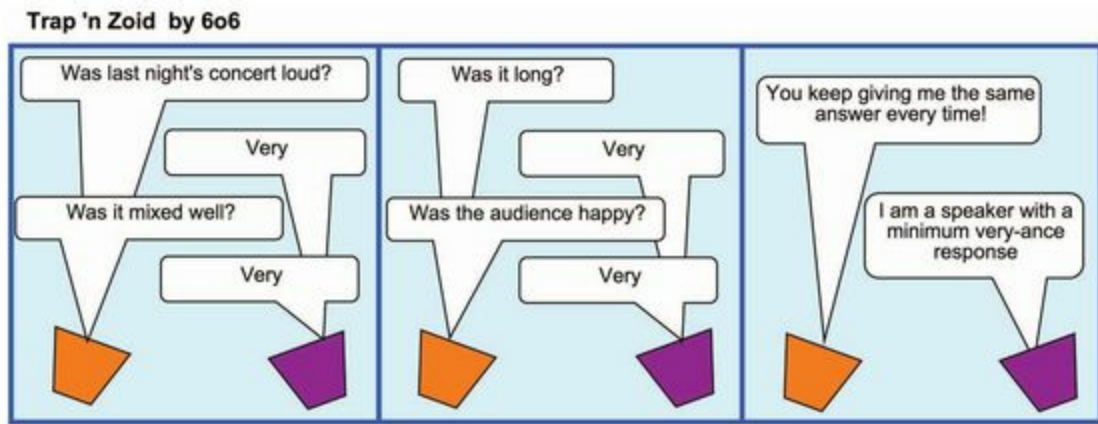 Trap 'n Zoid by 6o6
Was last night's concert loud?
Very
Was it mixed well?
Very
Was it long?
Very
Was the audience happy?
Very
You keep giving me the same
answer every time!
I am a speaker with a
minimum very-ance
response